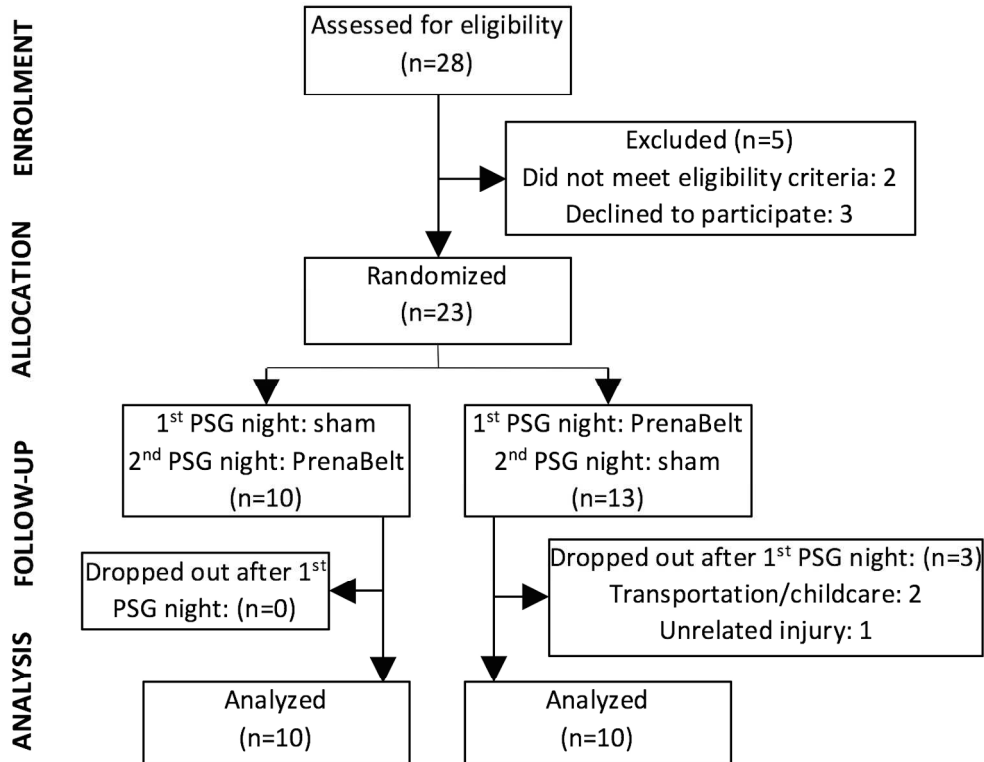 ENROLMENT
Assessed for eligibility
(n=28)
Excluded (n=5)
Did not meet eligibility criteria: 2
Declined to participate: 3
ALLOCATION
Randomized
(n=23)
FOLLOW-UP
1st PSG night: sham
2nd PSG night: PrenaBelt
(n=10)
1st PSG night: PrenaBelt
2nd PSG night: sham
(n=13)
Dropped out after 1st
PSG night: (n=0)
Dropped out after 1st PSG night: (n=3)
Transportation/childcare: 2
Unrelated injury: 1
ANALYSIS
Analyzed
(n=10)
Analyzed
(n=10)